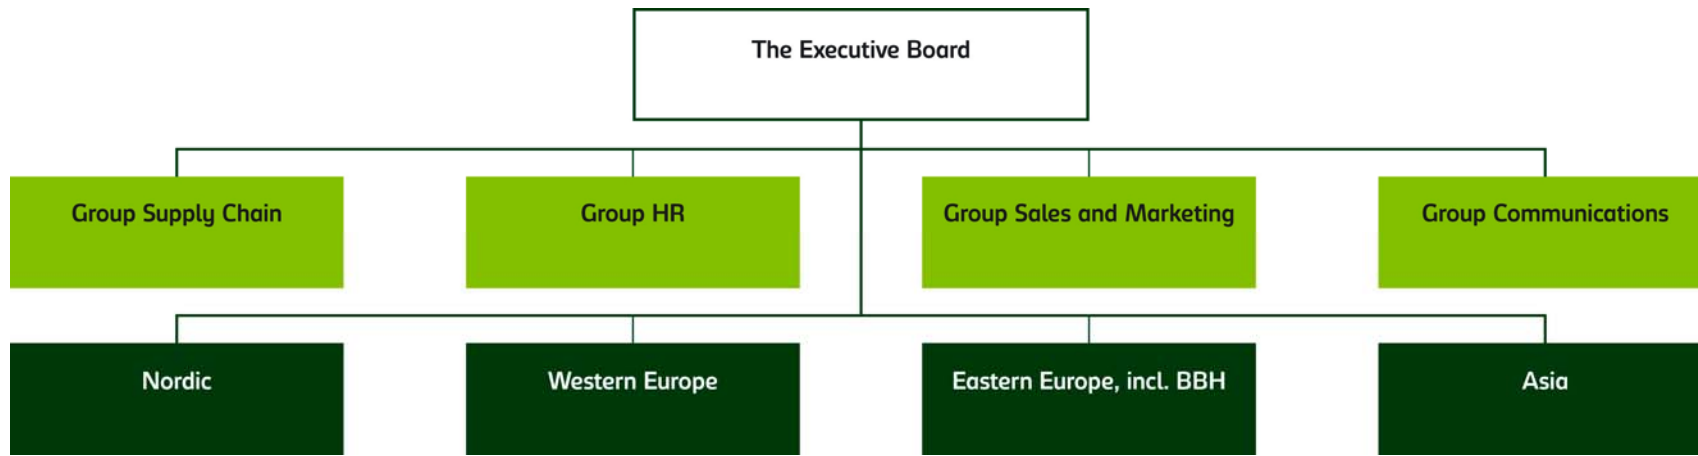 The Executive Board
Group Supply Chain
Group HR
Group Sales and Marketing
Group Communications
Nordic
Western Europe
Eastern Europe, incl. BBH
Asia